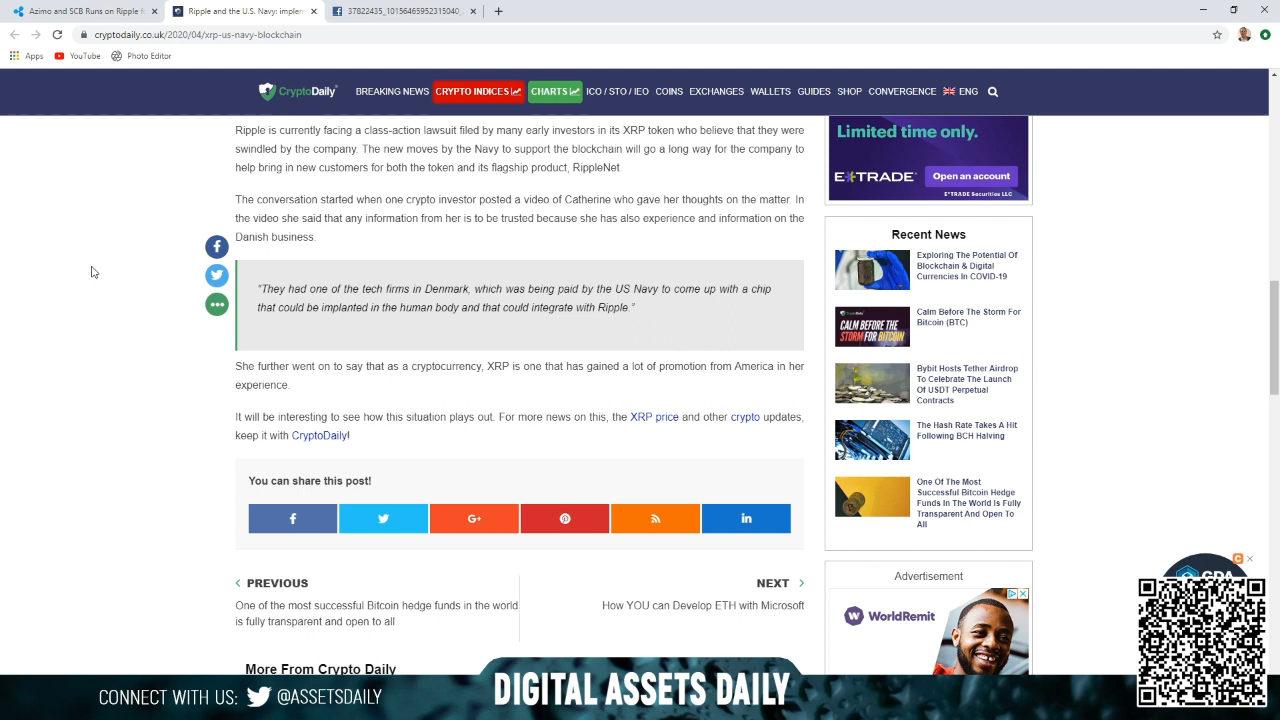 Azimo and SCB Runs on Ripple f
Ripple and the U.S. Navy: implem
37822435_10156465952315040_
cryptodaily.co.uk/2020/04/xrp-us-navy-blockchain
Apps YouTube Photo Editor
CryptoDaily BREAKING NEWS CRYPTO INDICES CHARTS ICO / STO / IEO COINS EXCHANGES WALLETS GUIDES SHOP CONVERGENCE ENG
Ripple is currently facing a class-action lawsuit filed by many early investors in its XRP token who believe that they were
swindled by the company. The new moves by the Navy to support the blockchain will go a long way for the company to
help bring in new customers for both the token and its flagship product, RippleNet.
The conversation started when one crypto investor posted a video of Catherine who gave her thoughts on the matter. In
the video she said that any information from her is to be trusted because she has also experience and information on the
Danish business.
“They had one of the tech firms in Denmark, which was being paid by the US Navy to come up with a chip
that could be implanted in the human body and that could integrate with Ripple.”
She further went on to say that as a cryptocurrency, XRP is one that has gained a lot of promotion from America in her
experience.
It will be interesting to see how this situation plays out. For more news on this, the XRP price and other crypto updates,
keep it with CryptoDaily!
You can share this post!
PREVIOUS
One of the most successful Bitcoin hedge funds in the world
is fully transparent and open to all
NEXT
How YOU can Develop ETH with Microsoft
More From Crypto Daily
Limited time only.
E*TRADE Open an account
E*TRADE Securities LLC
Recent News
Exploring The Potential Of
Blockchain & Digital
Currencies In COVID-19
CALM BEFORE THE
STORM FOR
BITCOIN
Calm Before The Storm For
Bitcoin (BTC)
Bybit Hosts Tether Airdrop
To Celebrate The Launch
Of USDT Perpetual
Contracts
The Hash Rate Takes A Hit
Following BCH Halving
One Of The Most
Successful Bitcoin Hedge
Funds In The World Is Fully
Transparent And Open To
All
Advertisement
WorldRemit
CONNECT WITH US: @ASSETSDAILY
DIGITAL ASSETS DAILY